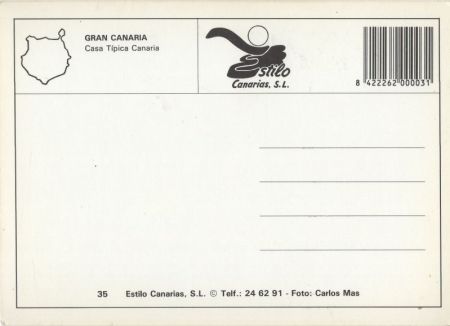 GRAN CANARIA
Casa Típica Canaria
Estilo
Canarias, S.L.
8 422262 000031
35 Estilo Canarias, S.L. © Telf.: 24 62 91 - Foto: Carlos Mas